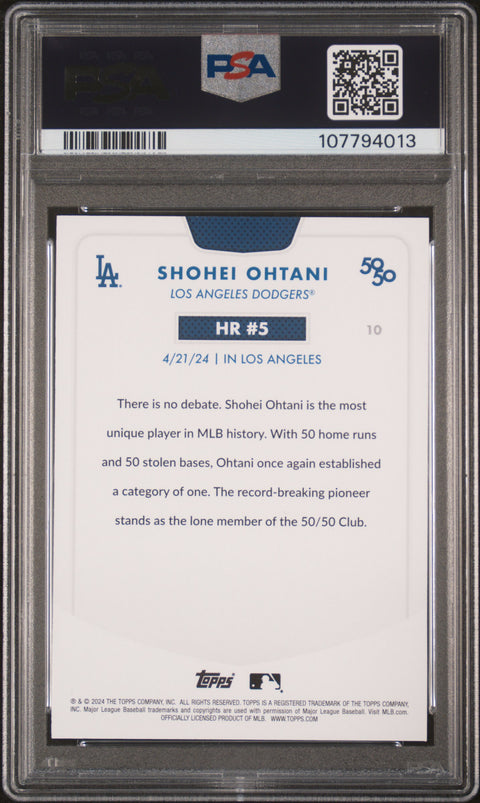 PSA
PSA
107794013
LA
SHOHEI OHTANI
50/50
LOS ANGELES DODGERS®
HR #5
10
4/21/24 | IN LOS ANGELES
There is no debate. Shohei Ohtani is the most
unique player in MLB history. With 50 home runs
and 50 stolen bases, Ohtani once again established
a category of one. The record-breaking pioneer
stands as the lone member of the 50/50 Club.
topps
® & © 2024 THE TOPPS COMPANY, INC. ALL RIGHTS RESERVED. TOPPS IS A REGISTERED TRADEMARK OF THE TOPPS COMPANY,
INC. Major League Baseball trademarks and copyrights are used with permission of Major League Baseball. Visit MLB.com.
OFFICIALLY LICENSED PRODUCT OF MLB. WWW.TOPPS.COM